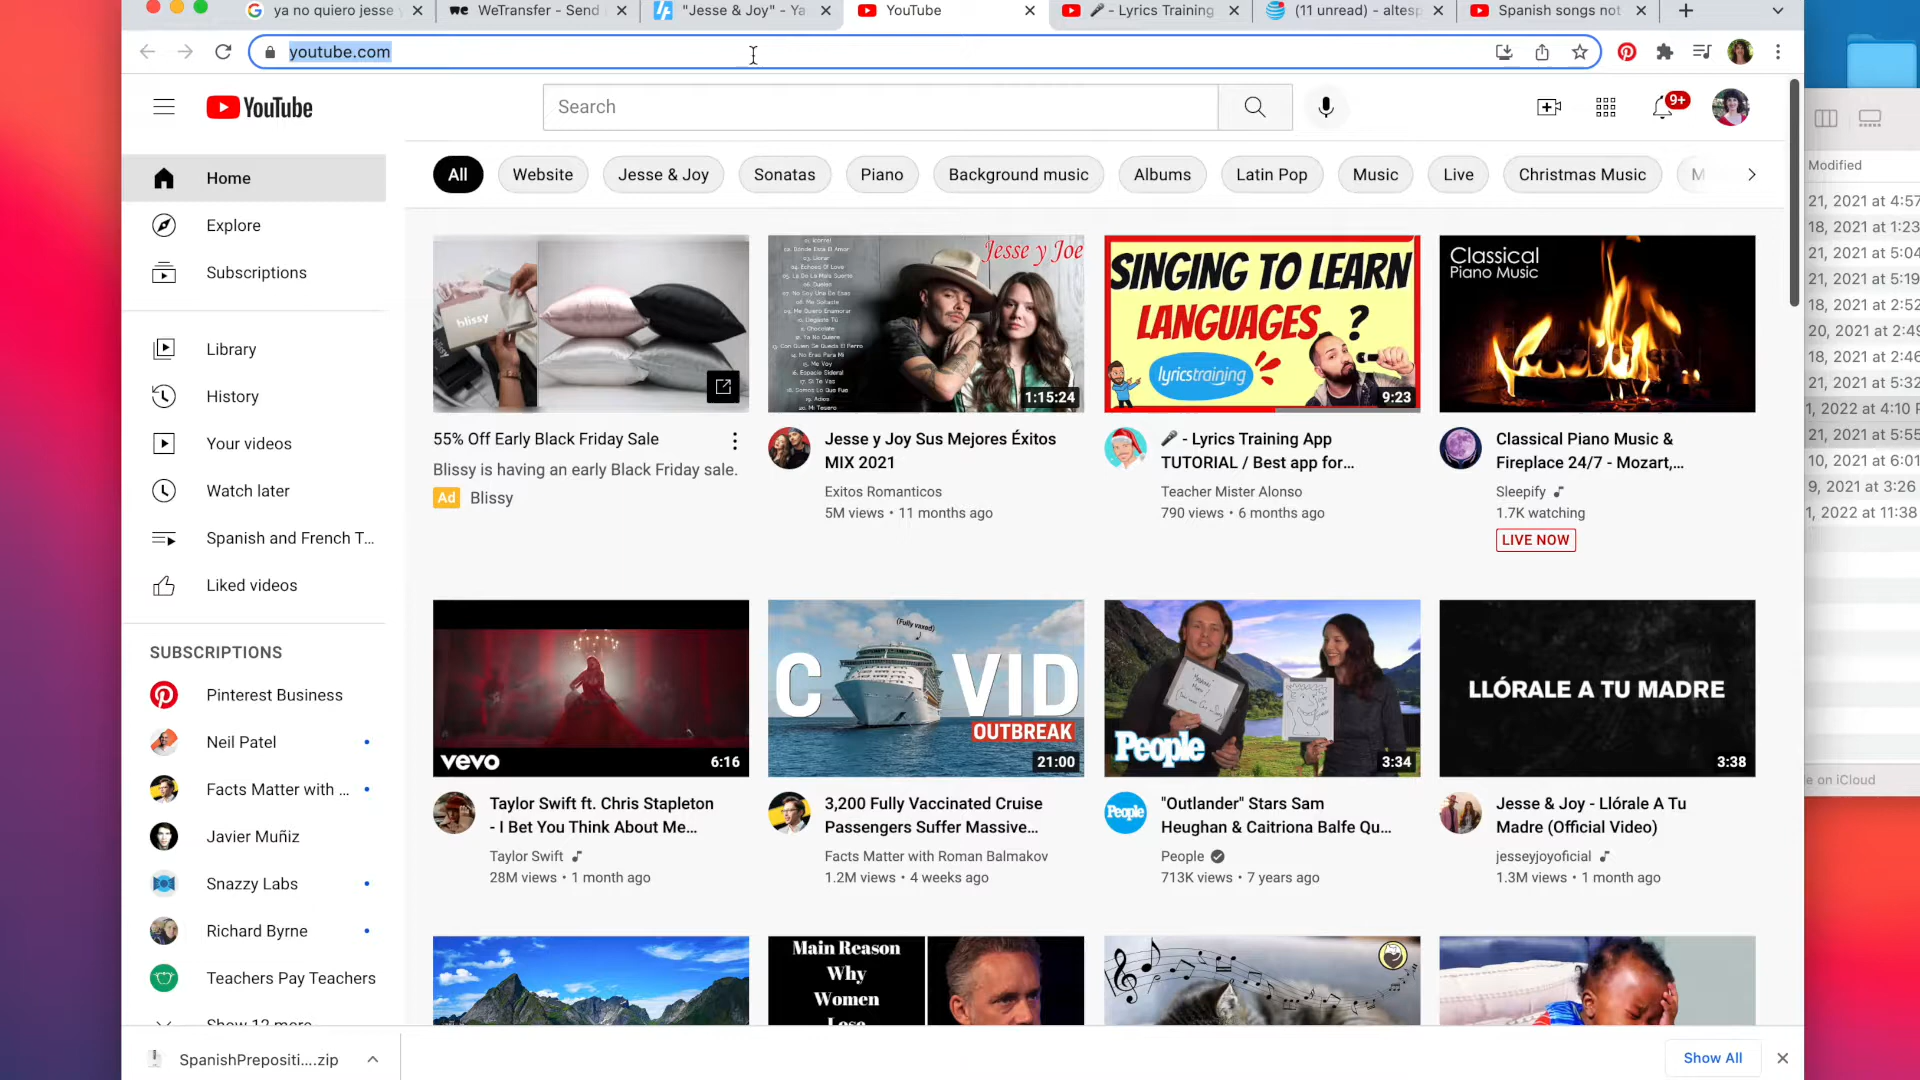 ya no quiero jesse y
WeTransfer - Send
"Jesse & Joy" - Ya
YouTube
🎤 - Lyrics Training
(11 unread) - altesp
Spanish songs not
youtube.com
YouTube
Search
9+
Home
Explore
Subscriptions
Library
History
Your videos
Watch later
Spanish and French T...
Liked videos
SUBSCRIPTIONS
Pinterest Business
Neil Patel
Facts Matter with ...
Javier Muñiz
Snazzy Labs
Richard Byrne
Teachers Pay Teachers
Show 12 more
All
Website
Jesse & Joy
Sonatas
Piano
Background music
Albums
Latin Pop
Music
Live
Christmas Music
M
blissy
55% Off Early Black Friday Sale
Blissy is having an early Black Friday sale.
Ad Blissy
Jesse y Joe
1:15:24
Jesse y Joy Sus Mejores Éxitos
MIX 2021
Exitos Romanticos
5M views • 11 months ago
SINGING TO LEARN
LANGUAGES ?
lyricstraining
9:23
🎤 - Lyrics Training App
TUTORIAL / Best app for...
Teacher Mister Alonso
790 views • 6 months ago
Classical
Piano Music
Classical Piano Music &
Fireplace 24/7 - Mozart,...
Sleepify
1.7K watching
LIVE NOW
vevo
6:16
Taylor Swift ft. Chris Stapleton
- I Bet You Think About Me...
Taylor Swift
28M views • 1 month ago
(Fully vaxed)
C VID
OUTBREAK
21:00
3,200 Fully Vaccinated Cruise
Passengers Suffer Massive...
Facts Matter with Roman Balmakov
1.2M views • 4 weeks ago
People
3:34
People
"Outlander" Stars Sam
Heughan & Caitriona Balfe Qu...
People
713K views • 7 years ago
LLÓRALE A TU MADRE
3:38
Jesse & Joy - Llórale A Tu
Madre (Official Video)
jesseyjoyoficial
1.3M views • 1 month ago
Main Reason
Why
Women
Lose
SpanishPrepositi....zip
Show All
Modified
21, 2021 at 4:57
18, 2021 at 1:23
21, 2021 at 5:04
21, 2021 at 5:19
18, 2021 at 2:52
20, 2021 at 2:49
18, 2021 at 2:46
21, 2021 at 5:32
1, 2022 at 4:10 P
21, 2021 at 5:55
10, 2021 at 6:01
9, 2021 at 3:26
1, 2022 at 11:38
e on iCloud